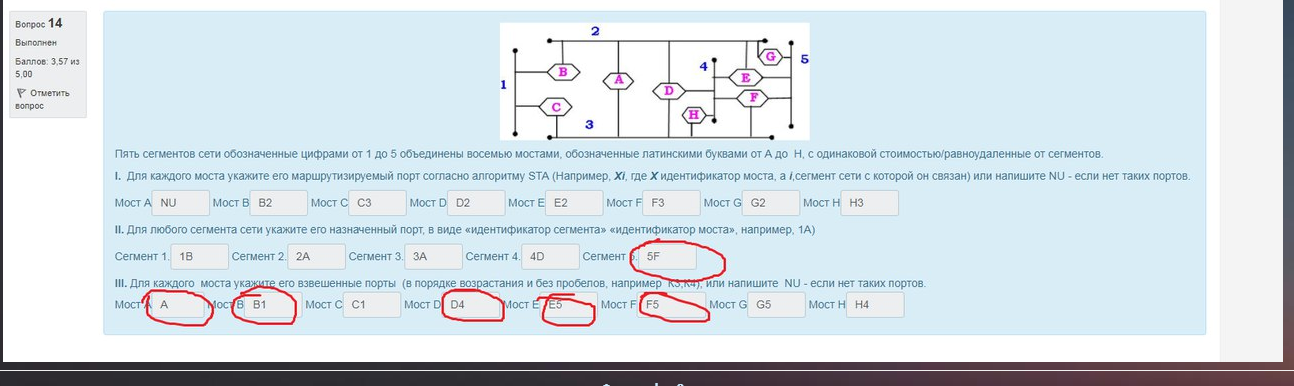 Вопрос 14
Выполнен
Баллов: 3,57 из
5,00
Отметить
вопрос
2
G
5
B
4
E
1
A
D
F
C
H
3
Пять сегментов сети обозначенные цифрами от 1 до 5 объединены восемью мостами, обозначенные латинскими буквами от A до H, с одинаковой стоимостью/равноудаленные от сегментов.
I. Для каждого моста укажите его маршрутизируемый порт согласно алгоритму STA (Например, Xi, где X идентификатор моста, а i,сегмент сети с которой он связан) или напишите NU - если нет таких портов.
Мост A NU Мост B B2 Мост C C3 Мост D D2 Мост E E2 Мост F F3 Мост G G2 Мост H H3
II. Для любого сегмента сети укажите его назначенный порт, в виде «идентификатор сегмента» «идентификатор моста», например, 1A)
Сегмент 1. 1B Сегмент 2. 2A Сегмент 3. 3A Сегмент 4. 4D Сегмент 5. 5F
III. Для каждого моста укажите его взвешенные порты (в порядке возрастания и без пробелов, например K3,K4), или напишите NU - если нет таких портов.
Мост A A Мост B B1 Мост C C1 Мост D D4 Мост E E5 Мост F F5 Мост G G5 Мост H H4